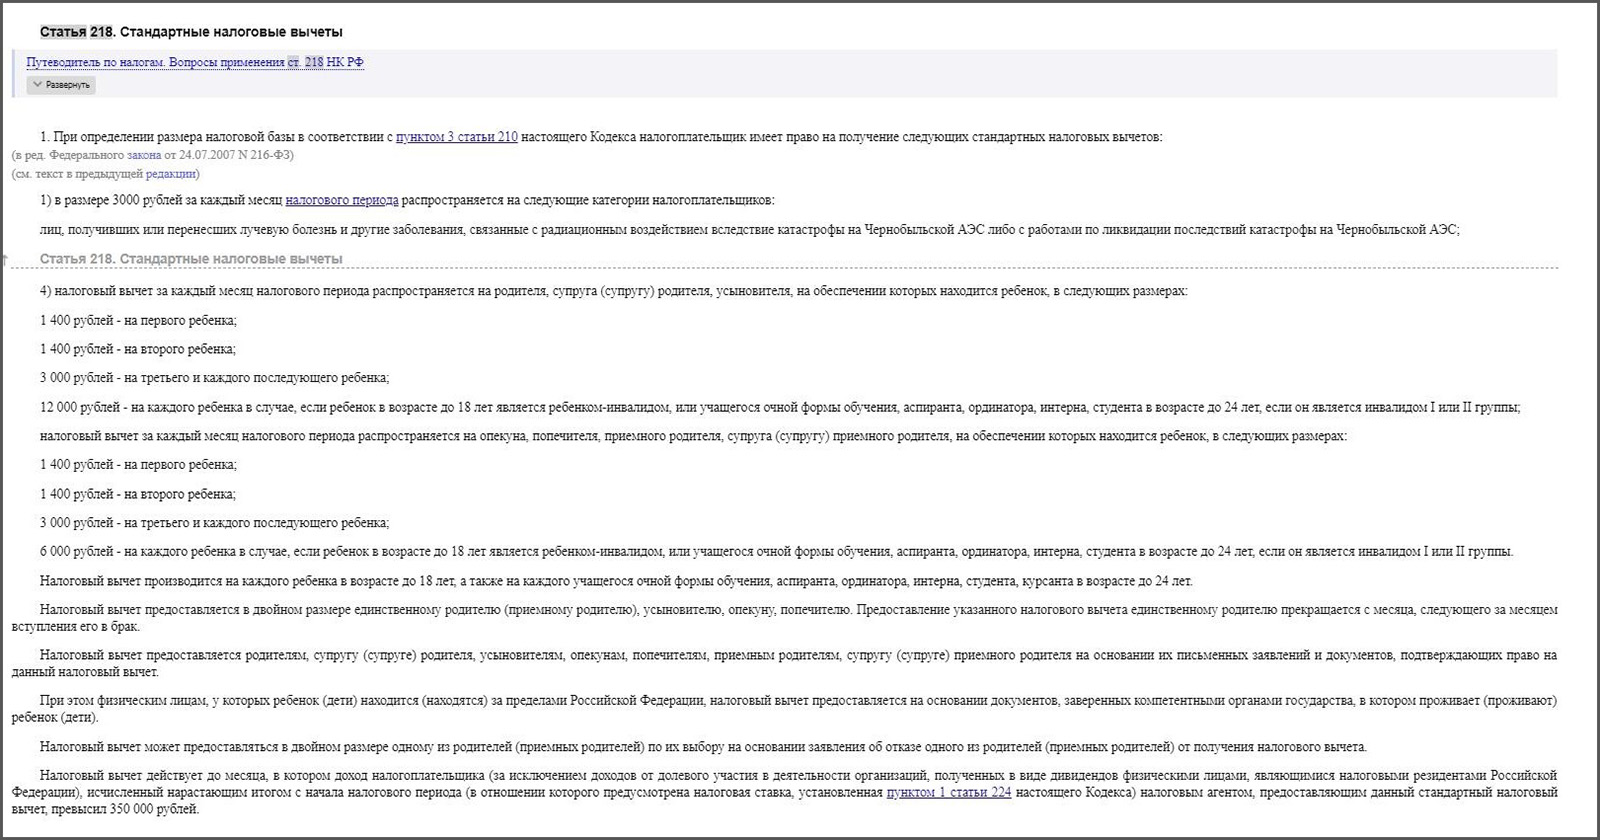 Статья 218. Стандартные налоговые вычеты
Путеводитель по налогам. Вопросы применения ст. 218 НК РФ
Развернуть
1. При определении размера налоговой базы в соответствии с пунктом 3 статьи 210 настоящего Кодекса налогоплательщик имеет право на получение следующих стандартных налоговых вычетов:
(в ред. Федерального закона от 24.07.2007 N 216-ФЗ)
(см. текст в предыдущей редакции)
1) в размере 3000 рублей за каждый месяц налогового периода распространяется на следующие категории налогоплательщиков:
лиц, получивших или перенесших лучевую болезнь и другие заболевания, связанные с радиационным воздействием вследствие катастрофы на Чернобыльской АЭС либо с работами по ликвидации последствий катастрофы на Чернобыльской АЭС;
Статья 218. Стандартные налоговые вычеты
4) налоговый вычет за каждый месяц налогового периода распространяется на родителя, супруга (супругу) родителя, усыновителя, на обеспечении которых находится ребенок, в следующих размерах:
1 400 рублей - на первого ребенка;
1 400 рублей - на второго ребенка;
3 000 рублей - на третьего и каждого последующего ребенка;
12 000 рублей - на каждого ребенка в случае, если ребенок в возрасте до 18 лет является ребенком-инвалидом, или учащегося очной формы обучения, аспиранта, ординатора, интерна, студента в возрасте до 24 лет, если он является инвалидом I или II группы;
налоговый вычет за каждый месяц налогового периода распространяется на опекуна, попечителя, приемного родителя, супруга (супругу) приемного родителя, на обеспечении которых находится ребенок, в следующих размерах:
1 400 рублей - на первого ребенка;
1 400 рублей - на второго ребенка;
3 000 рублей - на третьего и каждого последующего ребенка;
6 000 рублей - на каждого ребенка в случае, если ребенок в возрасте до 18 лет является ребенком-инвалидом, или учащегося очной формы обучения, аспиранта, ординатора, интерна, студента в возрасте до 24 лет, если он является инвалидом I или II группы.
Налоговый вычет производится на каждого ребенка в возрасте до 18 лет, а также на каждого учащегося очной формы обучения, аспиранта, ординатора, интерна, студента, курсанта в возрасте до 24 лет.
Налоговый вычет предоставляется в двойном размере единственному родителю (приемному родителю), усыновителю, опекуну, попечителю. Предоставление указанного налогового вычета единственному родителю прекращается с месяца, следующего за месяцем
вступления его в брак.
Налоговый вычет предоставляется родителям, супругу (супруге) родителя, усыновителям, опекунам, попечителям, приемным родителям, супругу (супруге) приемного родителя на основании их письменных заявлений и документов, подтверждающих право на
данный налоговый вычет.
При этом физическим лицам, у которых ребенок (дети) находится (находятся) за пределами Российской Федерации, налоговый вычет предоставляется на основании документов, заверенных компетентными органами государства, в котором проживает (проживают)
ребенок (дети).
Налоговый вычет может предоставляться в двойном размере одному из родителей (приемных родителей) по их выбору на основании заявления об отказе одного из родителей (приемных родителей) от получения налогового вычета.
Налоговый вычет действует до месяца, в котором доход налогоплательщика (за исключением доходов от долевого участия в деятельности организаций, полученных в виде дивидендов физическими лицами, являющимися налоговыми резидентами Российской
Федерации), исчисленный нарастающим итогом с начала налогового периода (в отношении которого предусмотрена налоговая ставка, установленная пунктом 1 статьи 224 настоящего Кодекса) налоговым агентом, предоставляющим данный стандартный налоговый
вычет, превысил 350 000 рублей.